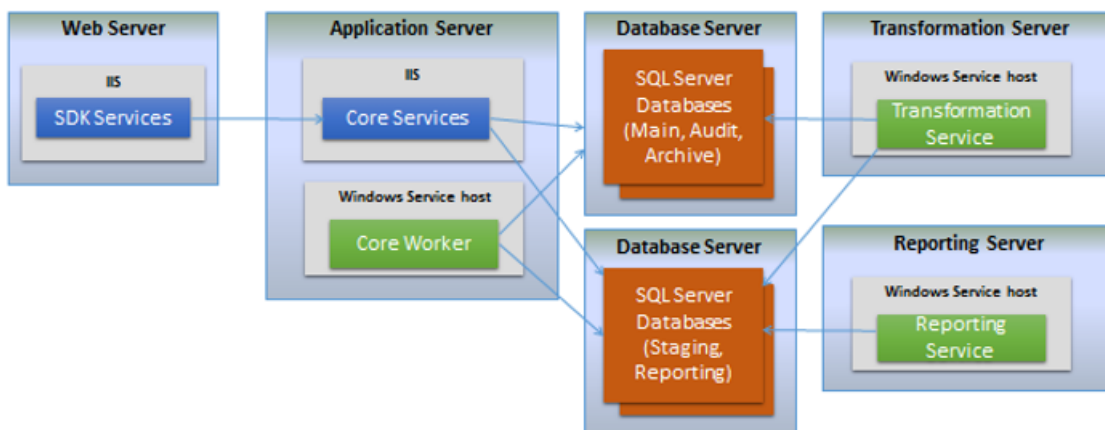 Web Server
IIS
SDK Services
Application Server
IIS
Core Services
Windows Service host
Core Worker
Database Server
SQL Server
Databases
(Main, Audit,
Archive)
Database Server
SQL Server
Databases
(Staging,
Reporting)
Transformation Server
Windows Service host
Transformation
Service
Reporting Server
Windows Service host
Reporting
Service